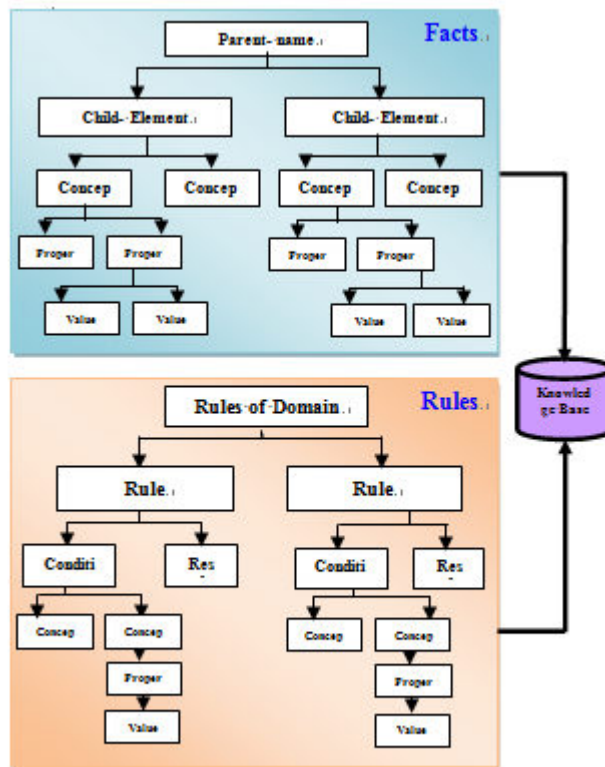 Parent- name.
Facts.
Child- Element.
Child- Element.
Concep
Concep
Concep
Concep
Proper
Proper
Proper
Proper
Value
Value
Value
Value
Knowled
ge Base
Rules of Domain.
Rules.
Rule.
Rule.
Conditi
Res
Conditi
Res
Concep
Concep
Concep
Concep
Proper
Proper
Value
Value